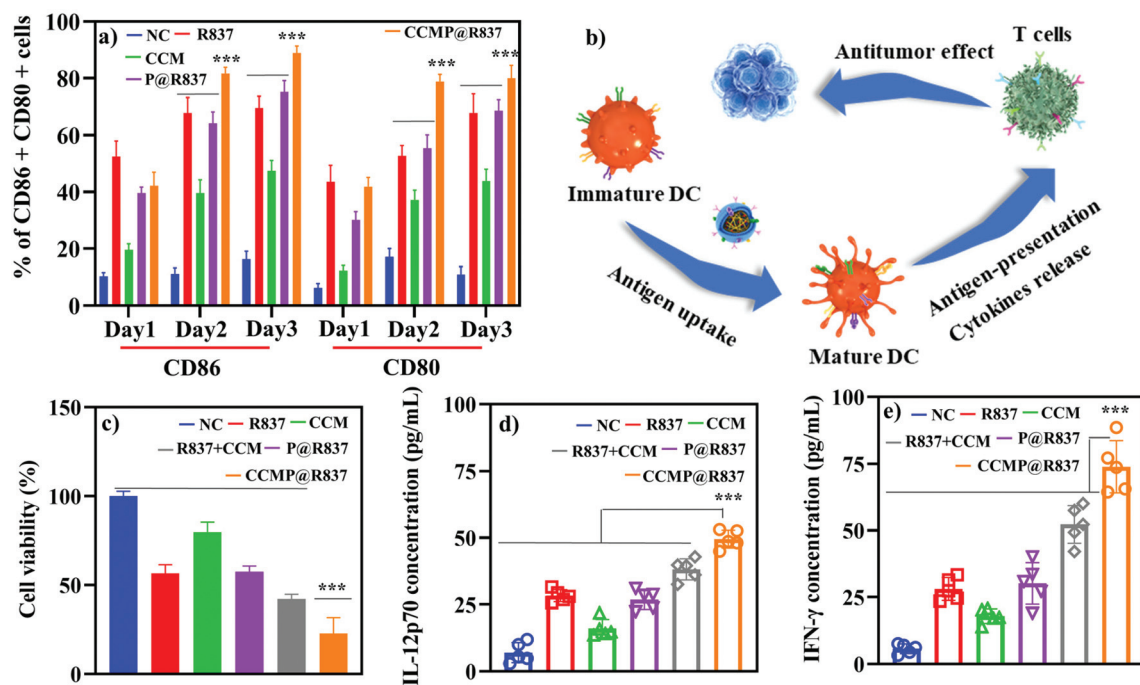 a)
NC R837 CCMP@R837
CCM
P@R837
*** *** *** ***
% of CD86 + CD80 + cells
100
80
60
40
20
0
Day1 Day2 Day3 Day1 Day2 Day3
CD86 CD80
b)
Antitumor effect
T cells
Immature DC
Antigen uptake
Mature DC
Antigen-presentation
Cytokines release
c)
NC R837 CCM
R837+CCM P@R837
CCMP@R837
***
Cell viability (%)
150
100
50
0
d)
NC R837 CCM
R837+CCM P@R837
CCMP@R837
***
IL-12p70 concentration (pg/mL)
100
75
50
25
0
e)
NC R837 CCM
R837+CCM P@R837
CCMP@R837
***
IFN-γ concentration (pg/mL)
100
75
50
25
0